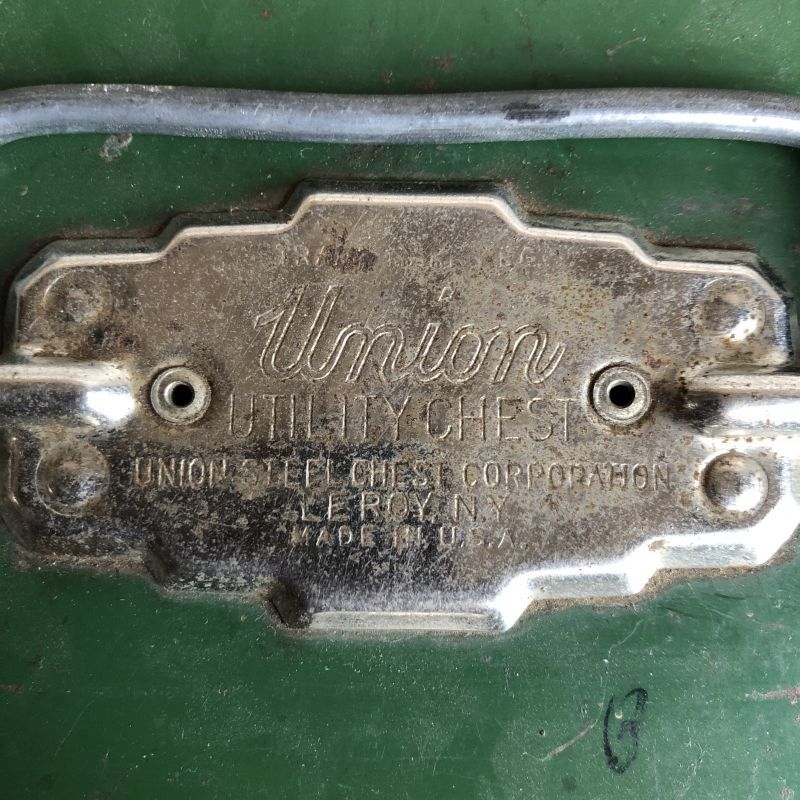 Union
UTILITY CHEST
UNION STEEL CHEST CORPORATION
LEROY, N.Y.
MADE IN U.S.A.